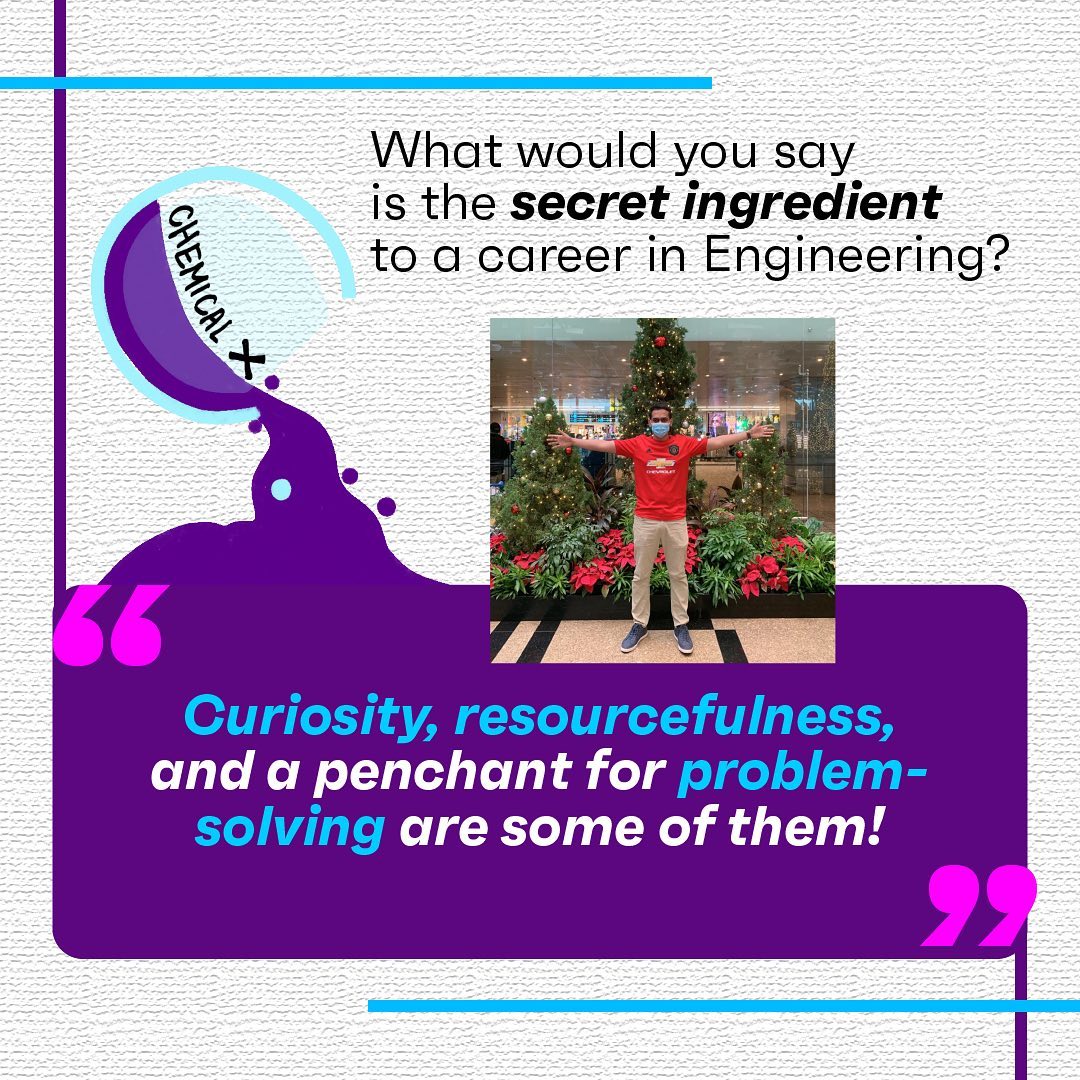 What would you say
is the secret ingredient
to a career in Engineering?
CHEMICAL X
CHEVROLET
“
Curiosity, resourcefulness,
and a penchant for problem-
solving are some of them!
”